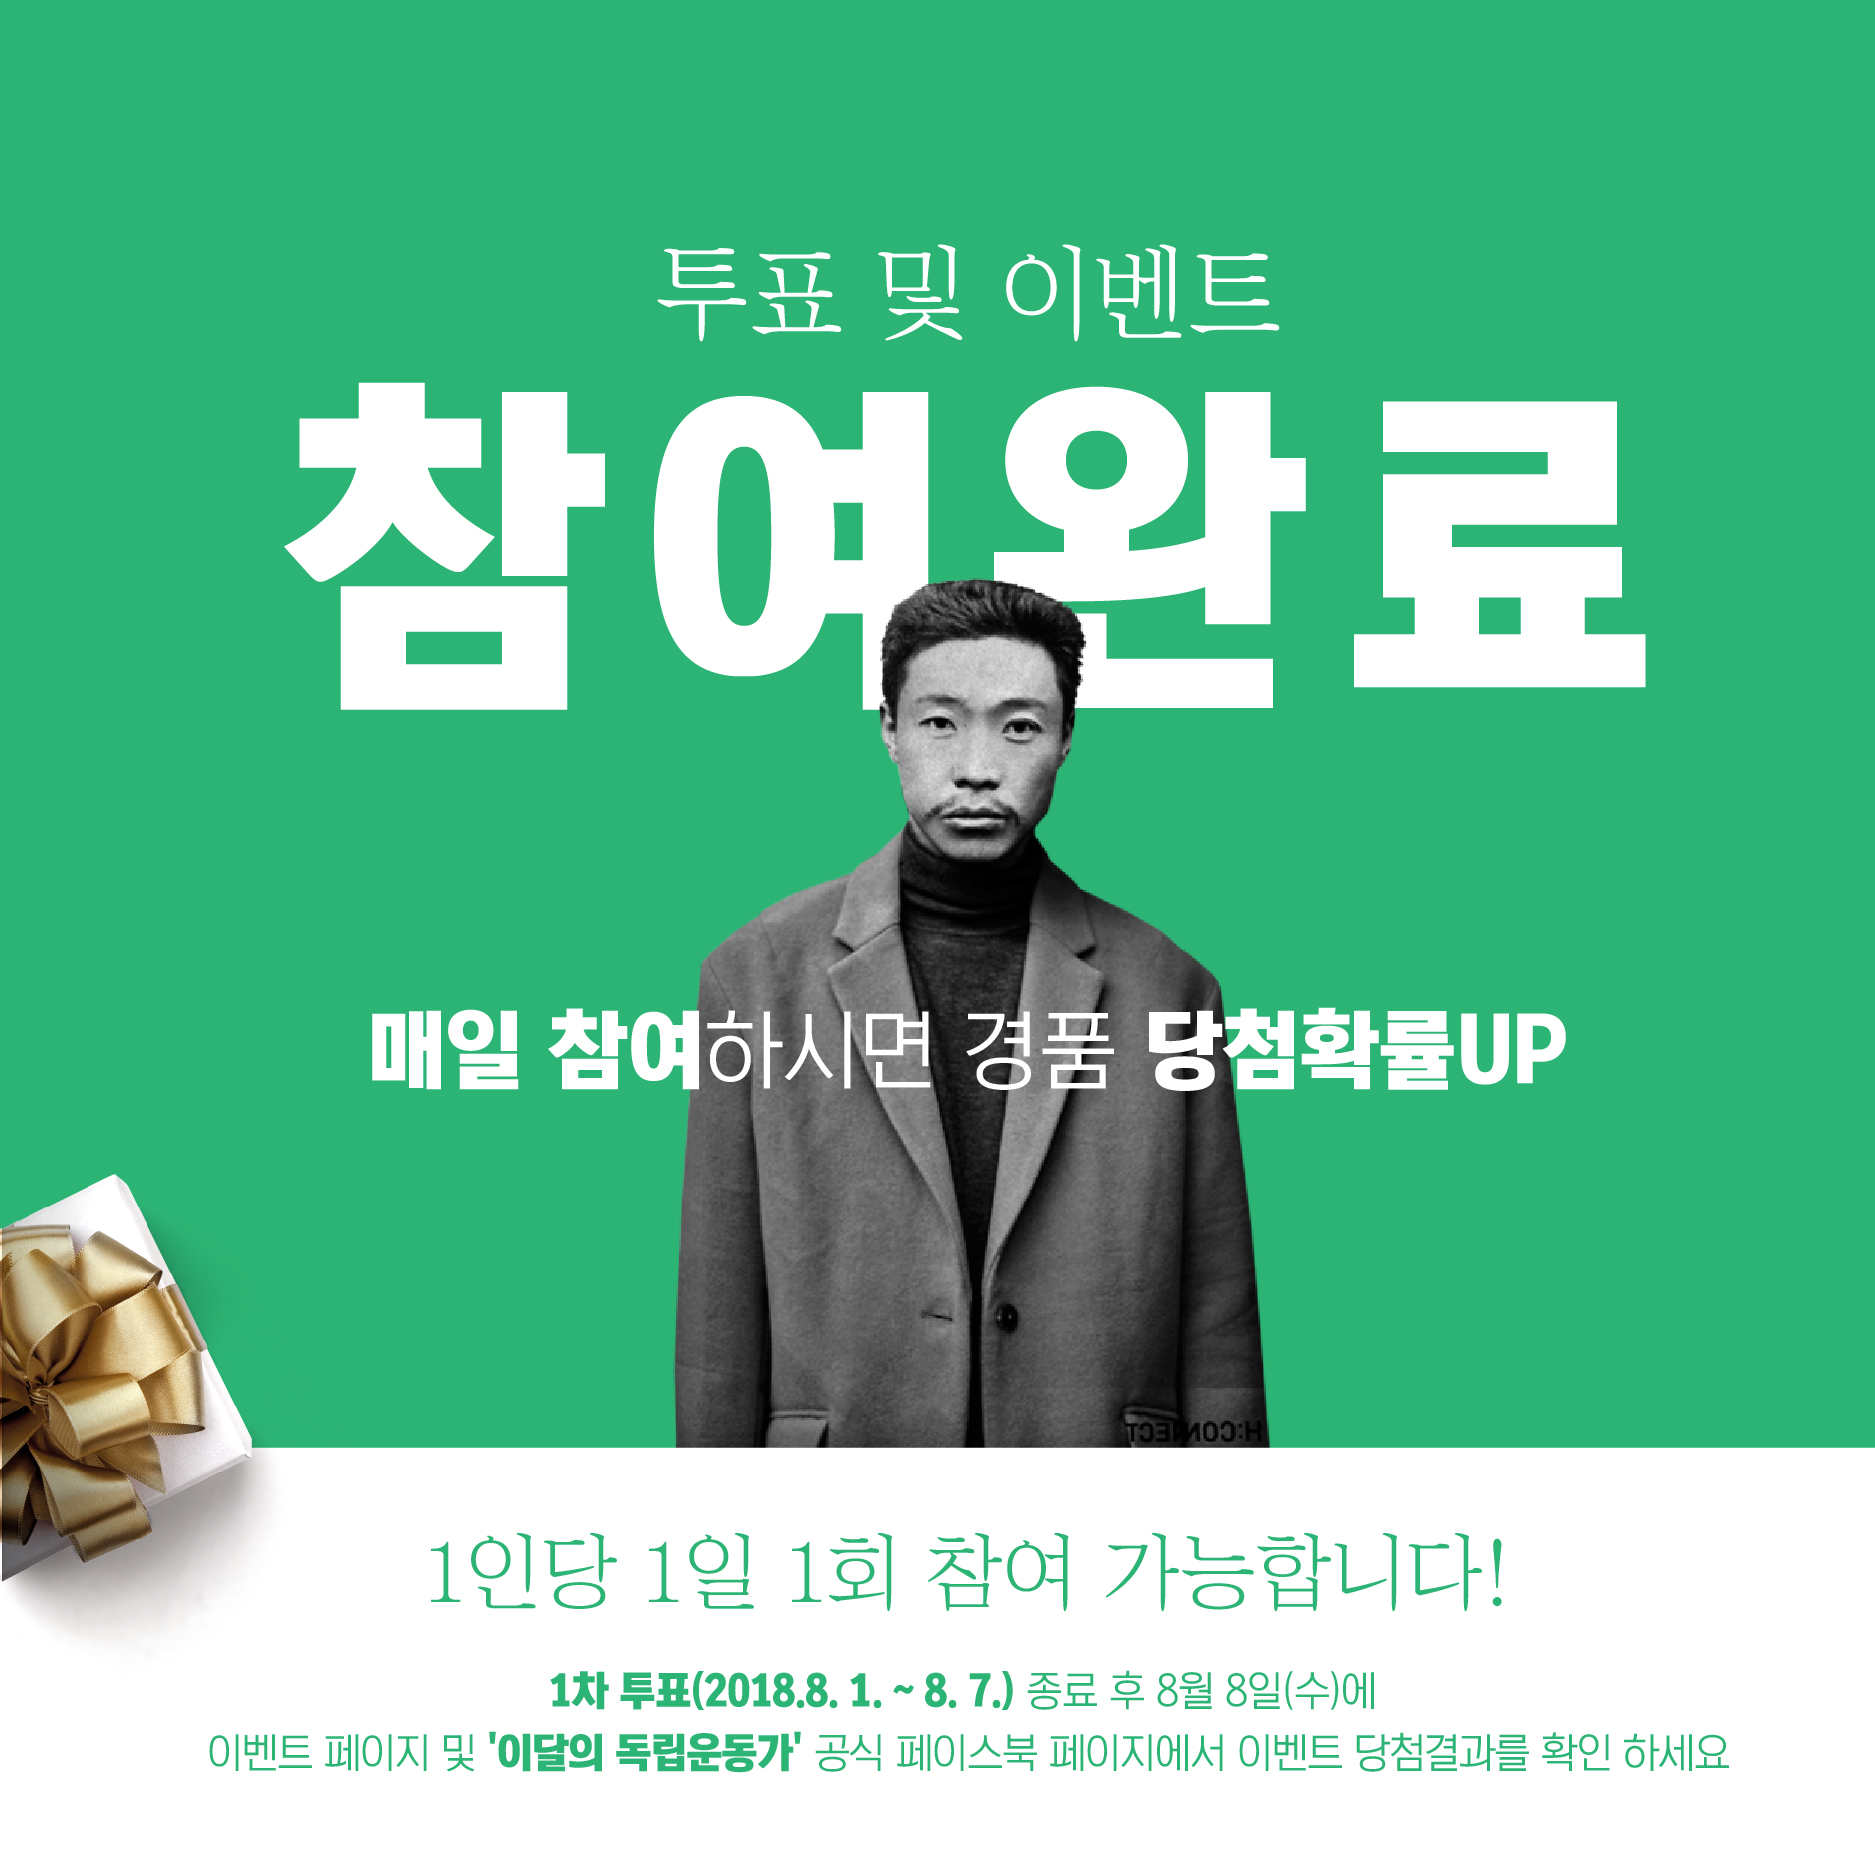 투표 및 이벤트
참여완료
매일 참여하시면 경품 당첨확률UP
H:CONNECT
1인당 1일 1회 참여 가능합니다!
1차 투표(2018.8. 1. ~ 8. 7.) 종료 후 8월 8일(수)에
이벤트 페이지 및 '이달의 독립운동가' 공식 페이스북 페이지에서 이벤트 당첨결과를 확인 하세요